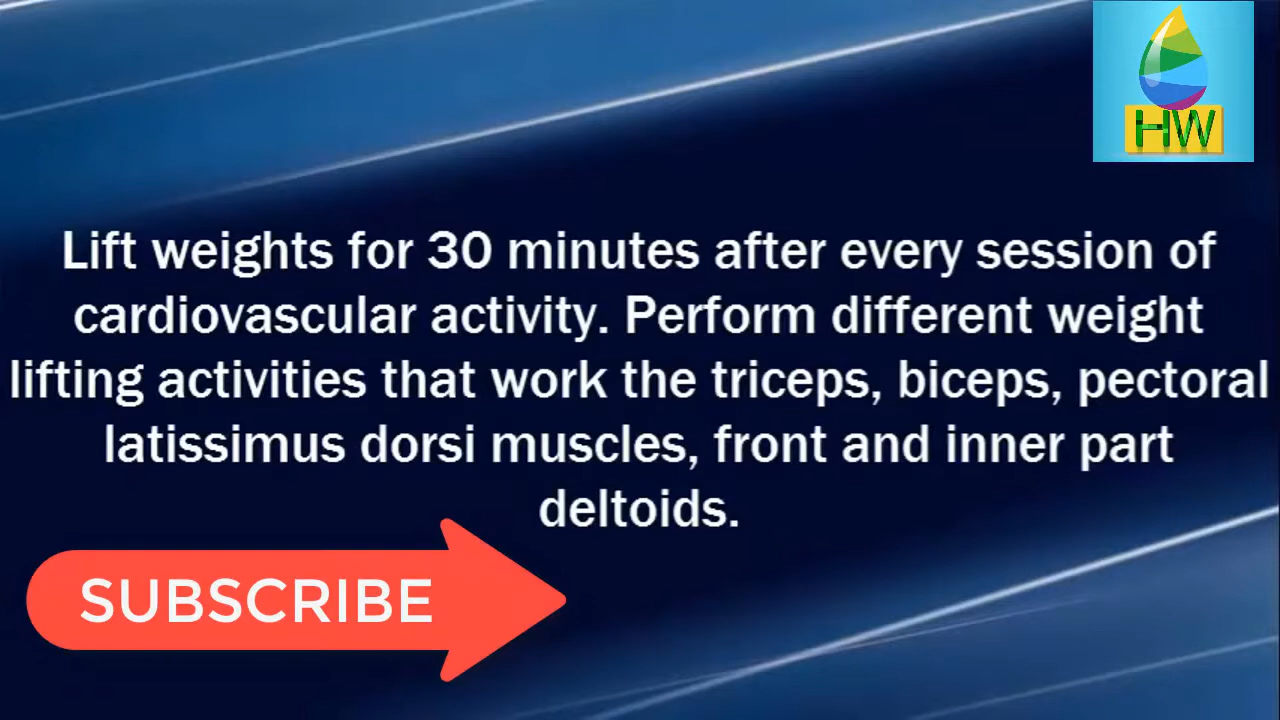 HW
Lift weights for 30 minutes after every session of
cardiovascular activity. Perform different weight
lifting activities that work the triceps, biceps, pectoral
latissimus dorsi muscles, front and inner part
deltoids.
SUBSCRIBE